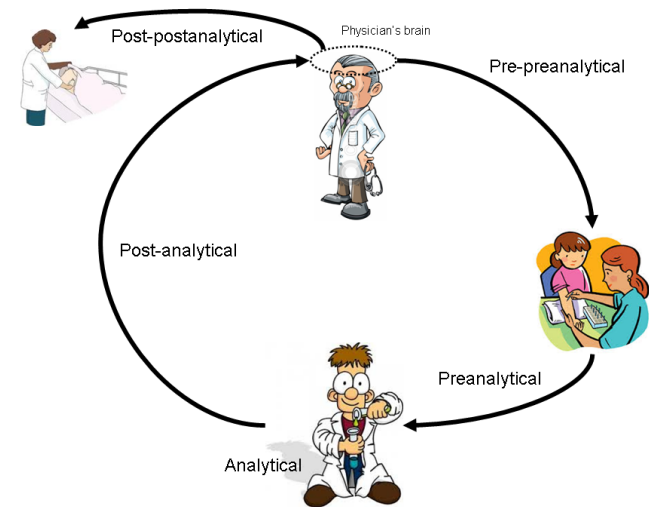 Physician's brain
Post-postanalytical
Pre-preanalytical
Post-analytical
Preanalytical
Analytical